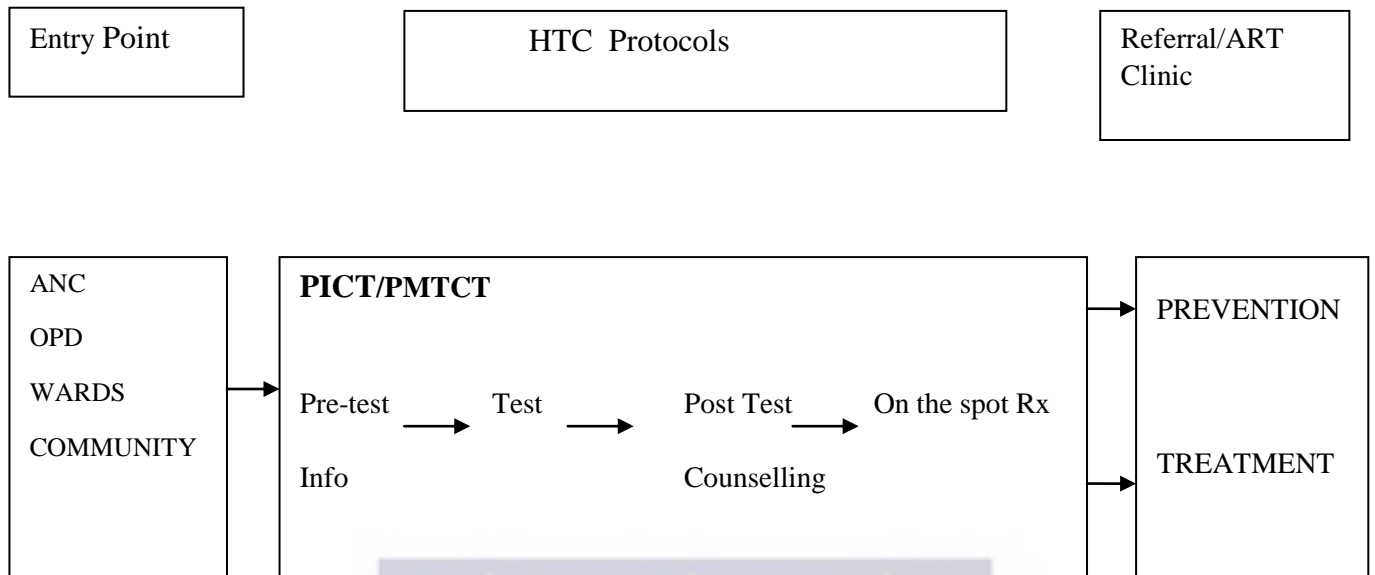 Entry Point
HTC Protocols
Referral/ART
Clinic
ANC
OPD
WARDS
COMMUNITY
PICT/PMTCT
Pre-test Test Post Test On the spot Rx
Info Counselling
PREVENTION
TREATMENT